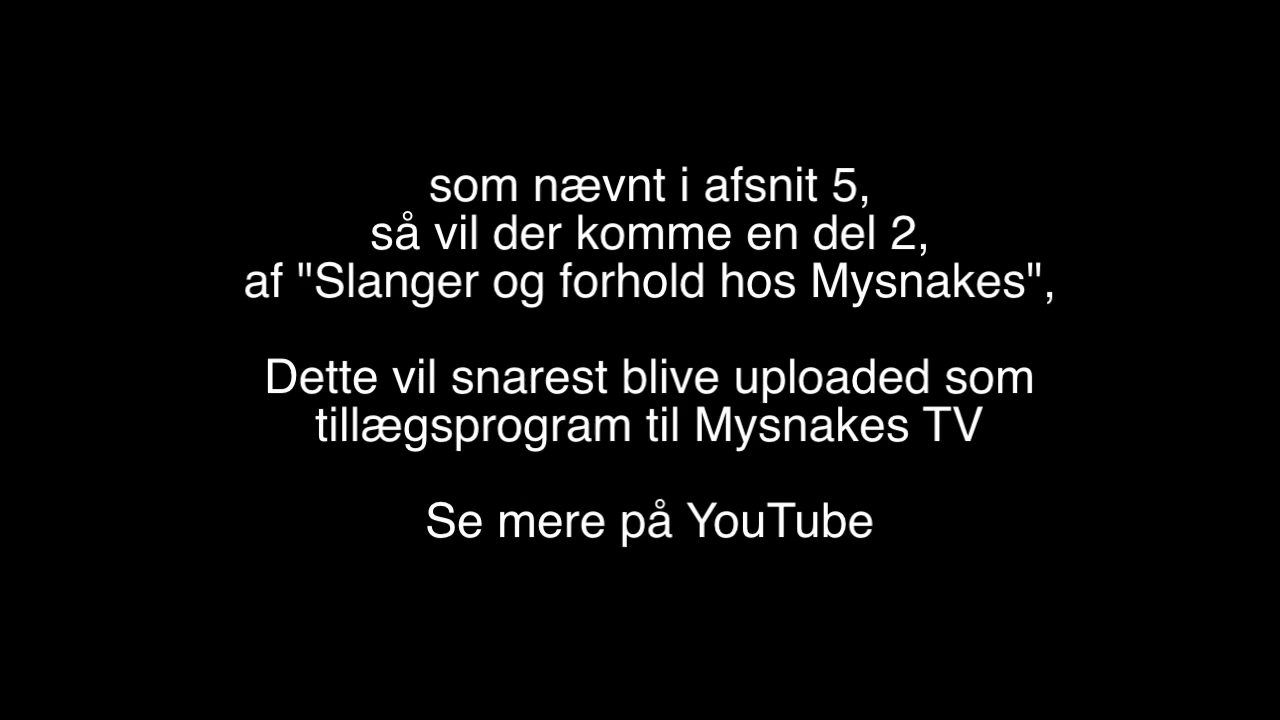 som nævnt i afsnit 5,
så vil der komme en del 2,
af "Slanger og forhold hos Mysnakes",
Dette vil snarest blive uploaded som
tillægsprogram til Mysnakes TV
Se mere på YouTube